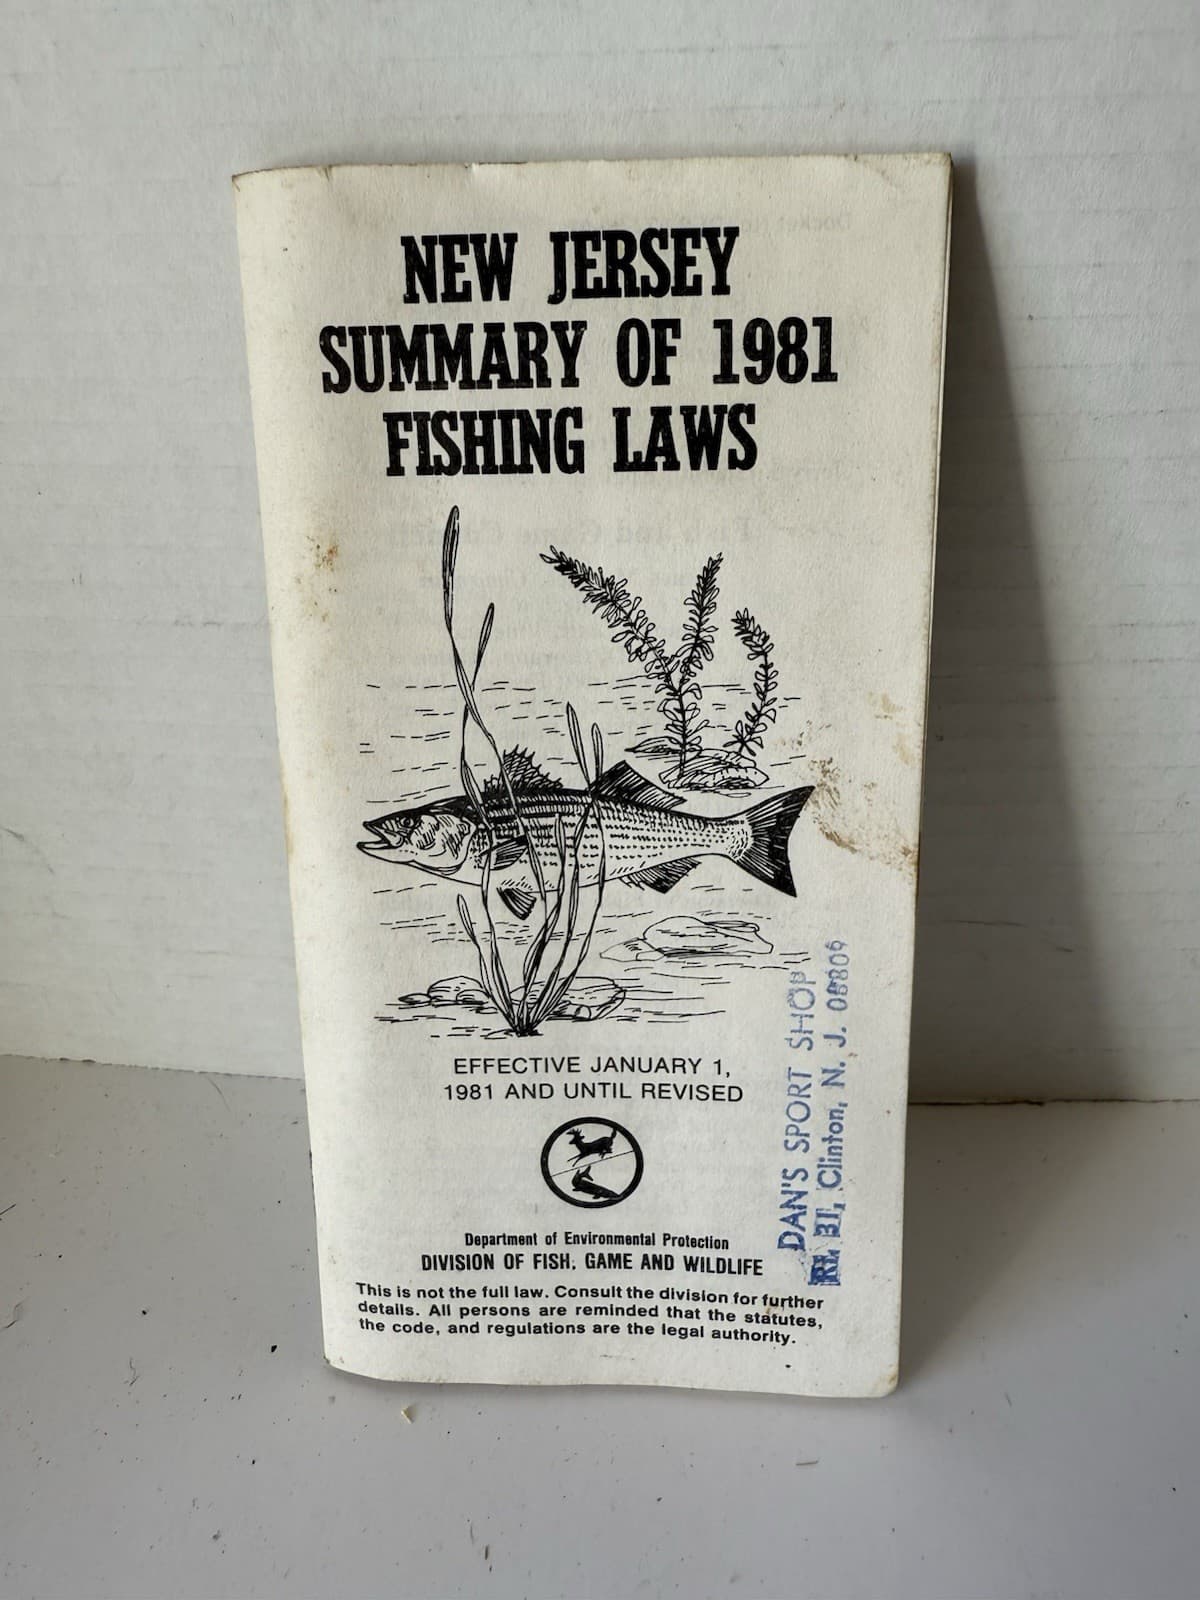 NEW JERSEY
SUMMARY OF 1981
FISHING LAWS
EFFECTIVE JANUARY 1,
1981 AND UNTIL REVISED
Department of Environmental Protection
DIVISION OF FISH, GAME AND WILDLIFE
This is not the full law. Consult the division for further
details. All persons are reminded that the statutes,
the code, and regulations are the legal authority.
DAN'S SPORT SHOP
Rt. 31, Clinton, N. J. 08809